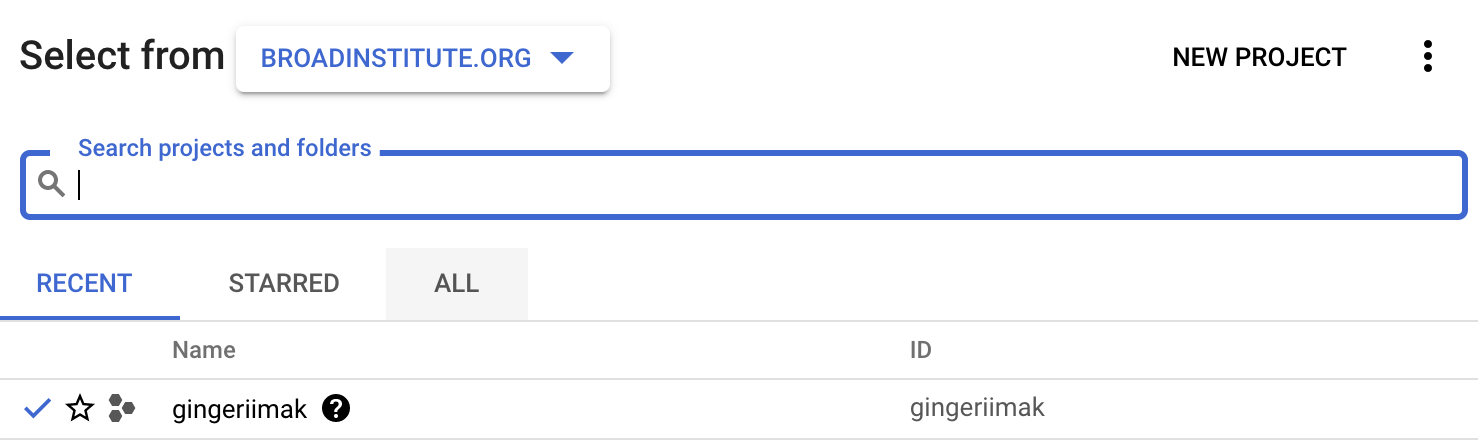 Select from BROADINSTITUTE.ORG NEW PROJECT
Search projects and folders
RECENT STARRED ALL
Name ID
gingeriimak ? gingeriimak